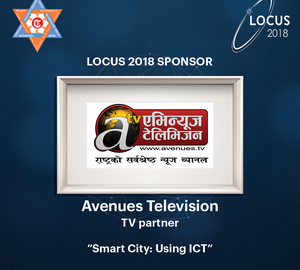 LOCUS
2018
LOCUS 2018 SPONSOR
a tv
एभिन्यूज
टेलिभिजन
www.avenues.tv
राष्ट्रको सर्वश्रेष्ठ न्यूज च्यानल
Avenues Television
TV partner
"Smart City: Using ICT"